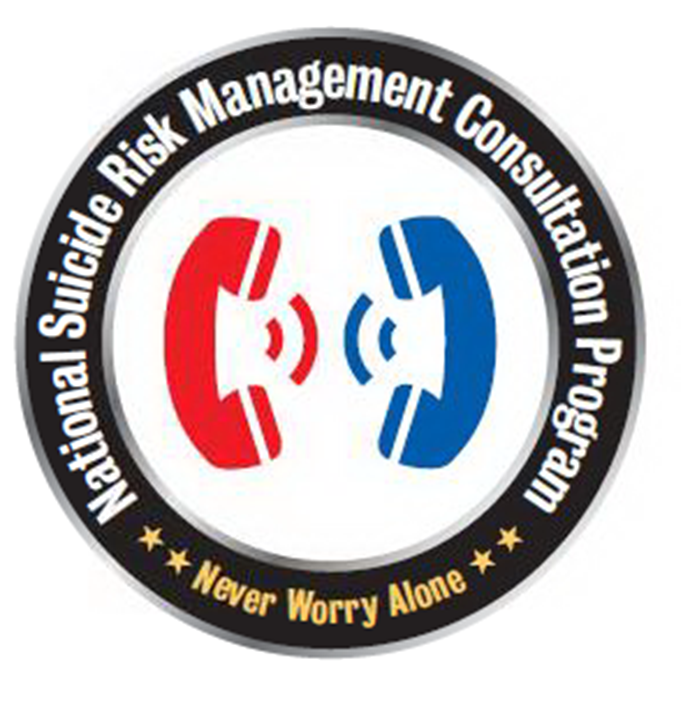 National Suicide Risk Management Consultation Program
Never Worry Alone